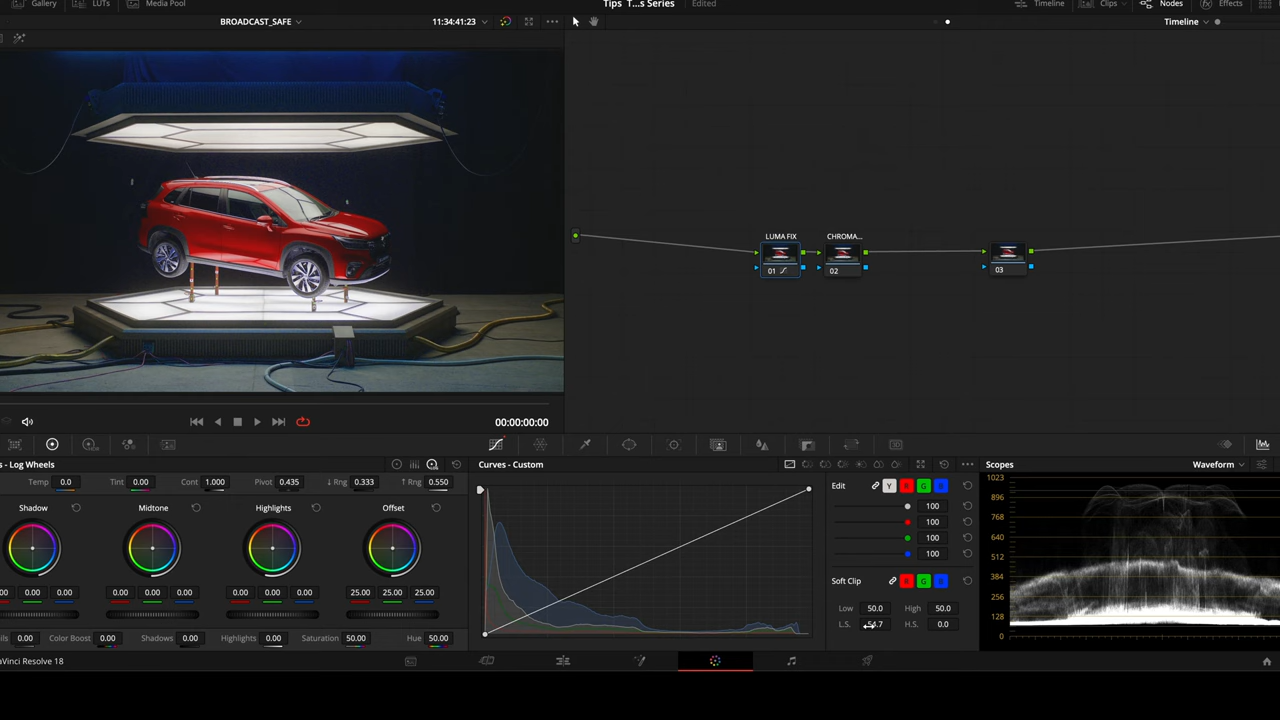 Gallery LUTs Media Pool Tips T...s Series Edited Timeline Clips Nodes Effects
BROADCAST_SAFE 11:34:41:23 Timeline
LUMA FIX CHROMA...
01 02 03
00:00:00:00
s - Log Wheels Curves - Custom Scopes Waveform
Temp 0.0 Tint 0.00 Cont 1.000 Pivot 0.435 ↓ Rng 0.333 ↑ Rng 0.550
Shadow Midtone Highlights Offset
00 0.00 0.00 0.00 0.00 0.00 0.00 0.00 0.00 25.00 25.00 25.00
ils 0.00 Color Boost 0.00 Shadows 0.00 Highlights 0.00 Saturation 50.00 Hue 50.00
Edit Y R G B
100
100
100
100
Soft Clip R G B
Low 50.0 High 50.0
L.S. H.S. 0.0
1023
896
768
640
512
384
256
128
0
aVinci Resolve 18